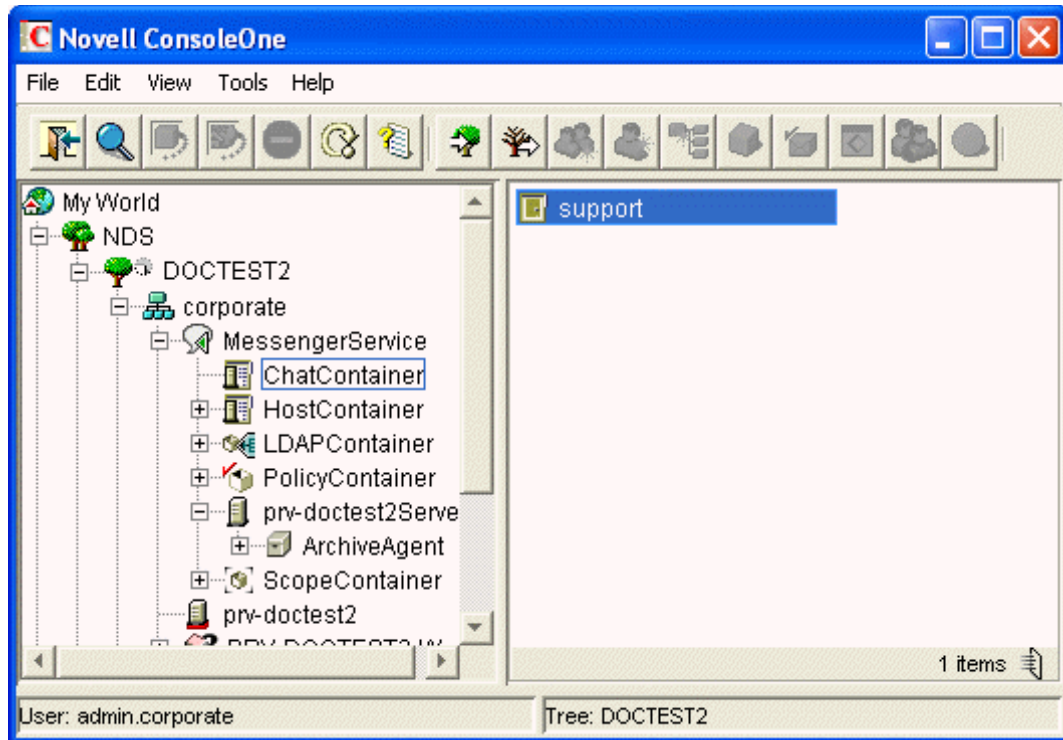 Novell ConsoleOne
File Edit View Tools Help
My World
NDS
DOCTEST2
corporate
MessengerService
ChatContainer
HostContainer
LDAPContainer
PolicyContainer
prv-doctest2Serve
ArchiveAgent
ScopeContainer
prv-doctest2
support
1 items
User: admin.corporate
Tree: DOCTEST2